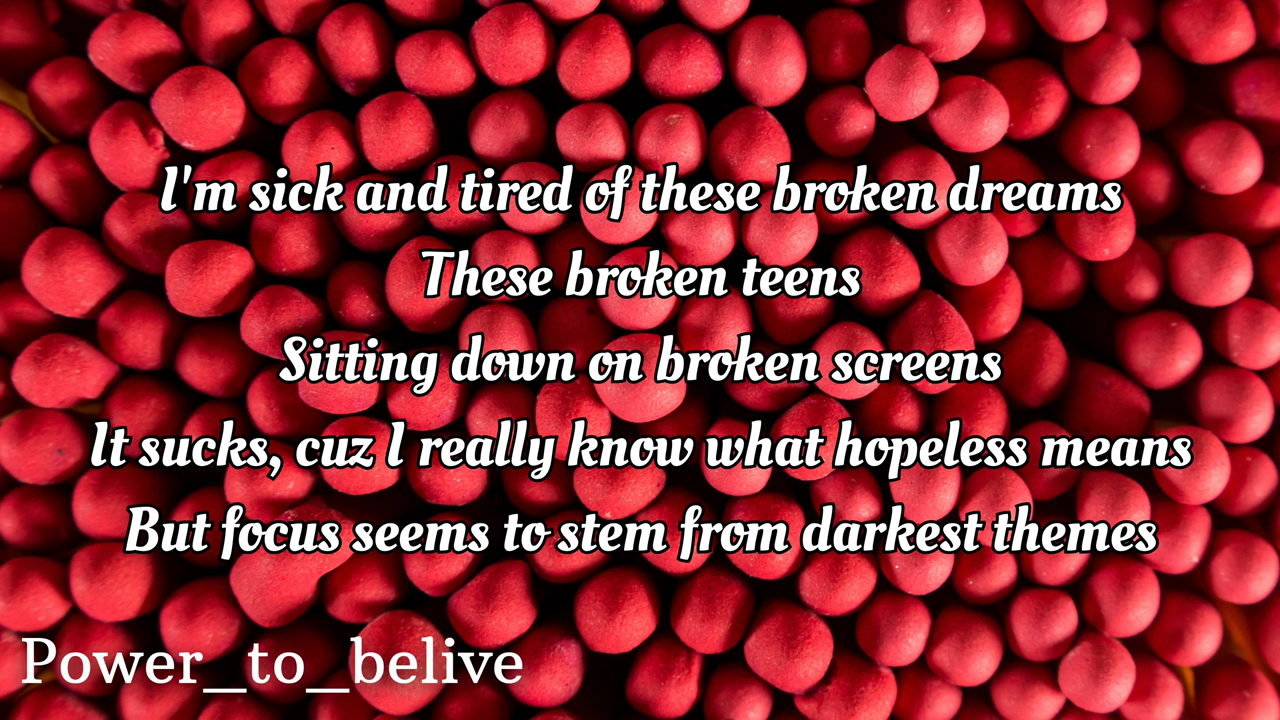 I'm sick and tired of these broken dreams
These broken teens
Sitting down on broken screens
It sucks, cuz I really know what hopeless means
But focus seems to stem from darkest themes
Power_to_belive